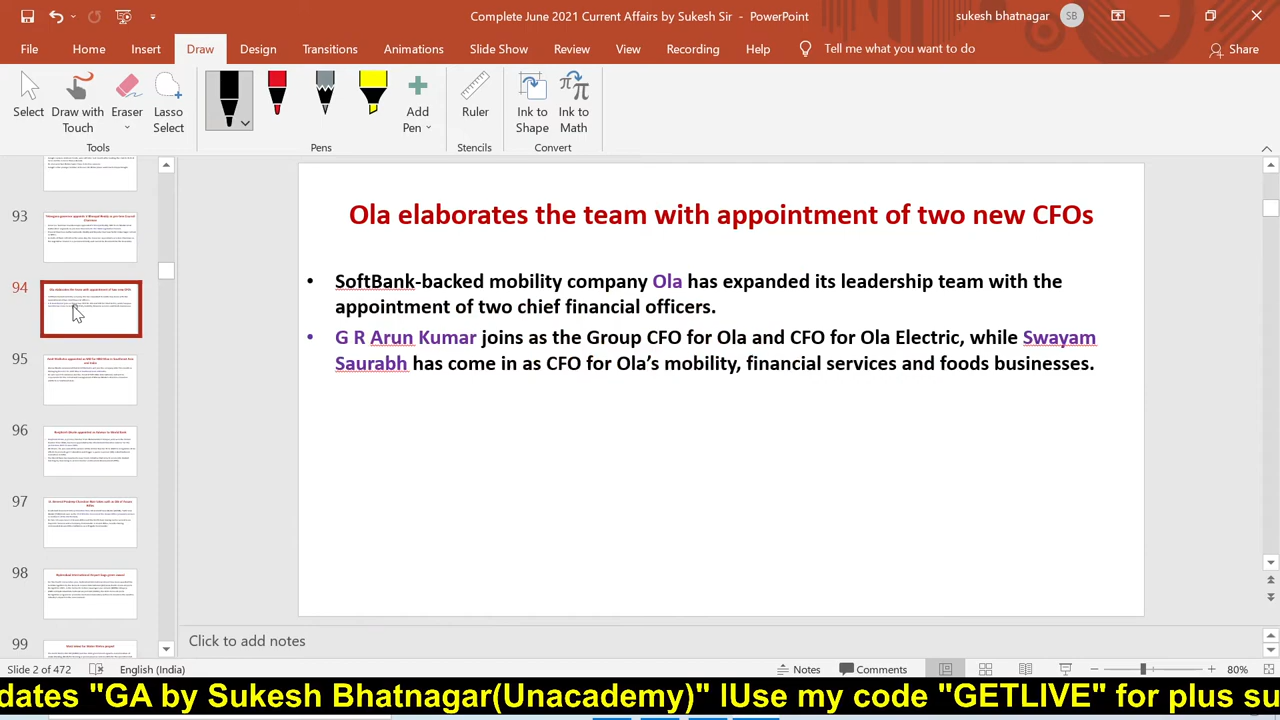 Complete June 2021 Current Affairs by Sukesh Sir - PowerPoint
sukesh bhatnagar
SB
File Home Insert Draw Design Transitions Animations Slide Show Review View Recording Help Tell me what you want to do Share
Select
Draw with Touch
Eraser
Lasso Select
Add Pen
Ruler
Ink to Shape
Ink to Math
Tools
Pens
Stencils
Convert
93
94
95
96
97
98
99
Ola elaborates the team with appointment of two new CFOs
• SoftBank-backed mobility company Ola has expanded its leadership team with the
appointment of two chief financial officers.
• G R Arun Kumar joins as the Group CFO for Ola and CFO for Ola Electric, while Swayam
Saurabh has come in as CFO for Ola’s mobility, financial services and foods businesses.
Click to add notes
Slide 2 of 472 English (India) Notes Comments 80%
dates "GA by Sukesh Bhatnagar(Unacademy)" |Use my code "GETLIVE" for plus su